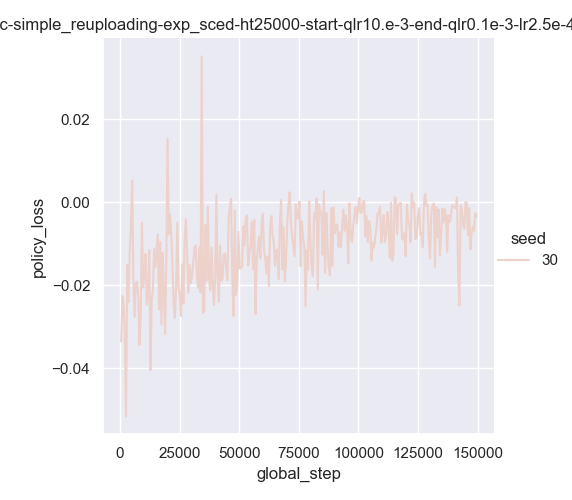 c-simple_reuploading-exp_sced-ht25000-start-qlr10.e-3-end-qlr0.1e-3-lr2.5e-4
0.02
0.00
−0.02
−0.04
policy_loss
0 25000 50000 75000 100000 125000 150000
global_step
seed
30